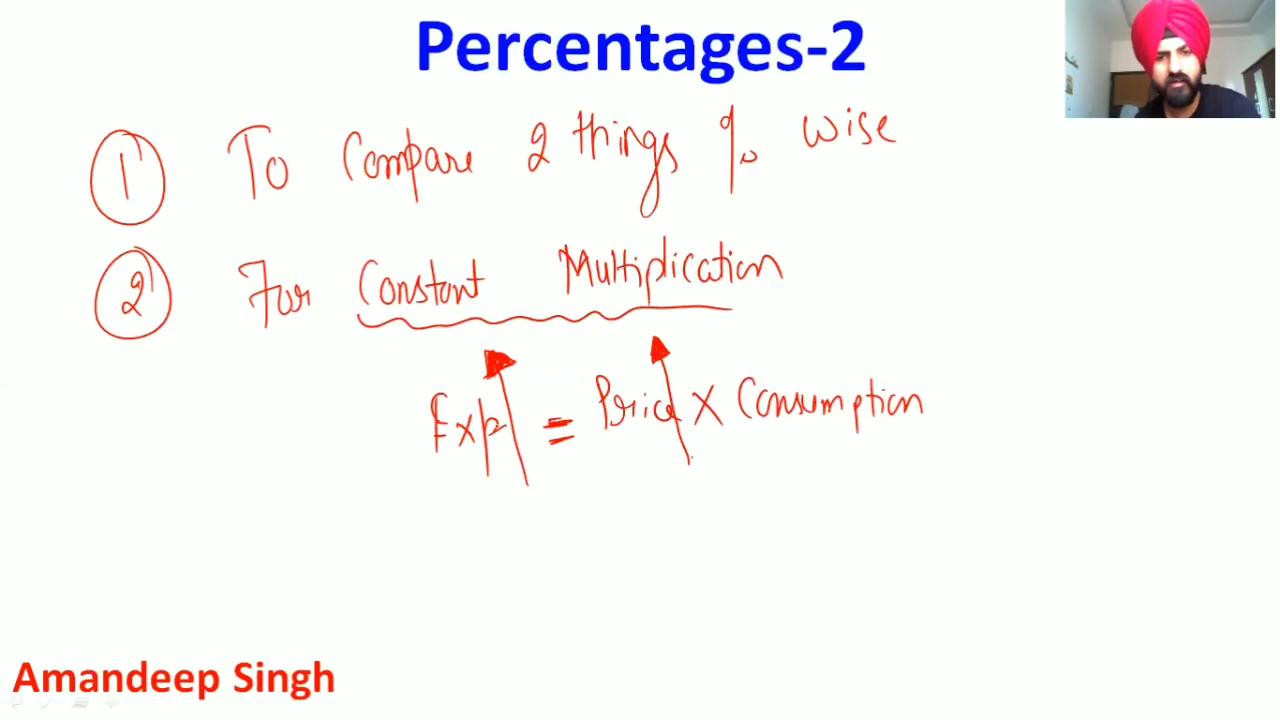 Percentages-2
1 To Compare 2 things % wise
2 For Constant Multiplication
Exp = Price X Consumption
Amandeep Singh